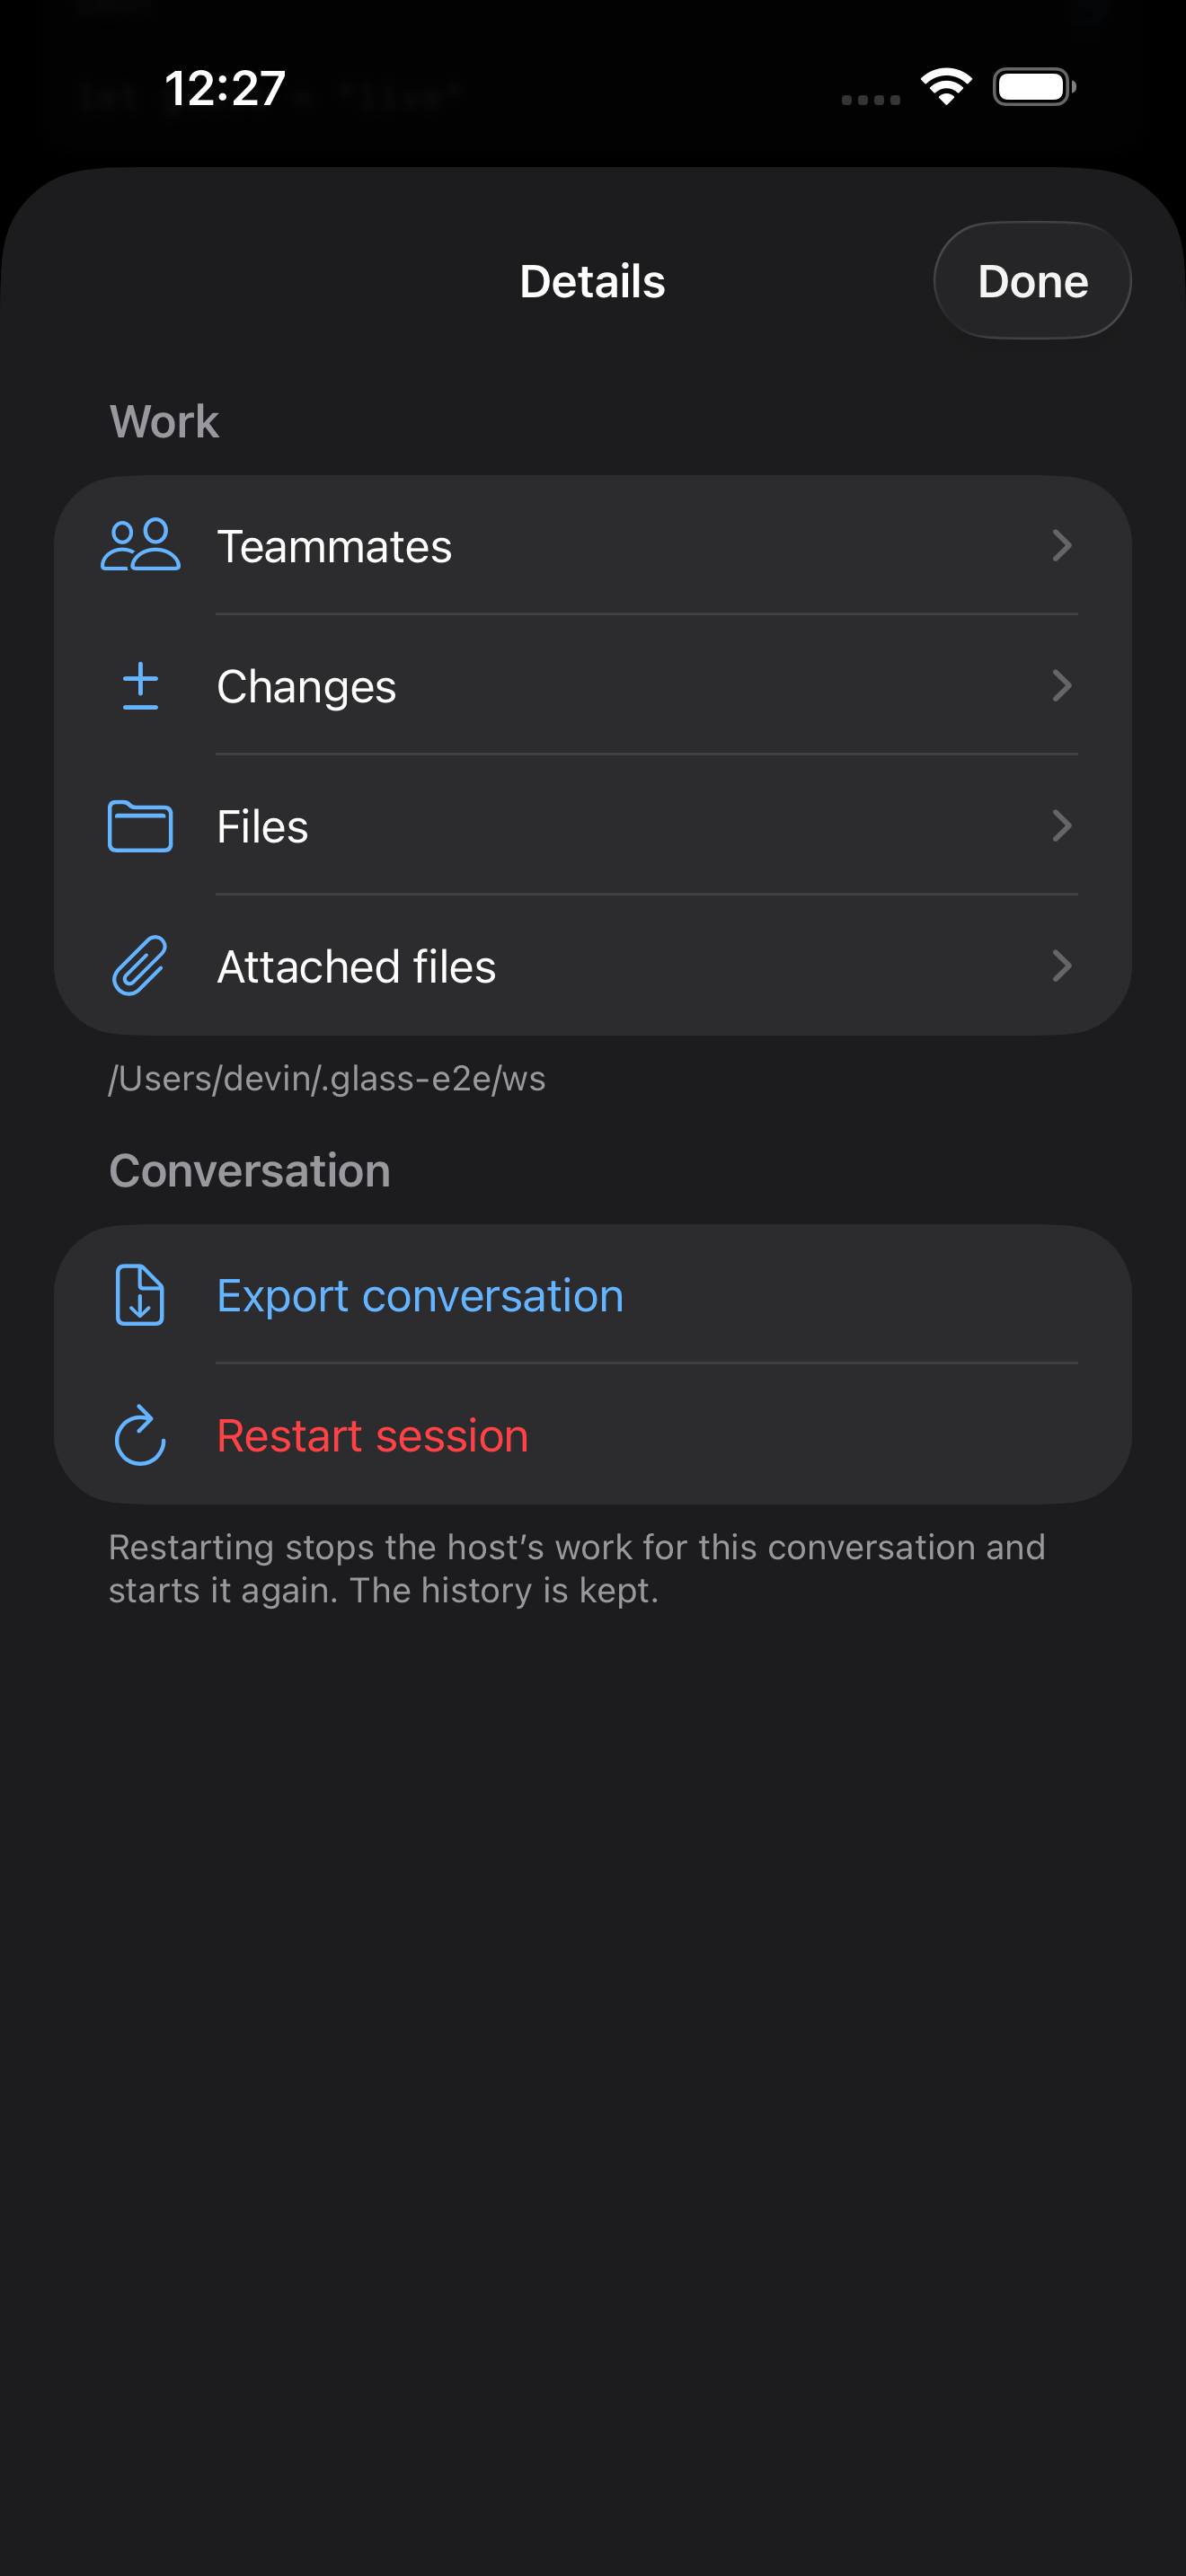 12:27
Details
Done
Work
Teammates
Changes
Files
Attached files
/Users/devin/.glass-e2e/ws
Conversation
Export conversation
Restart session
Restarting stops the host’s work for this conversation and
starts it again. The history is kept.